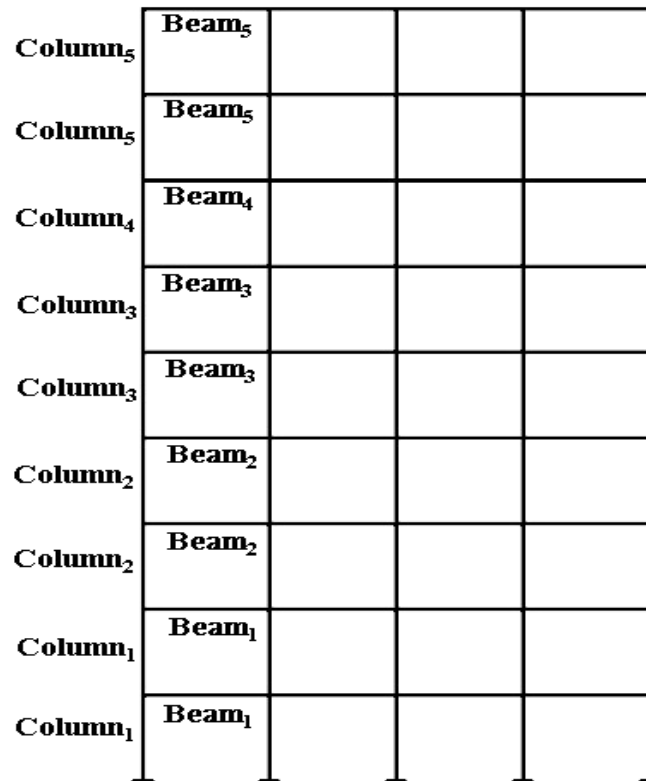 Beam₅
Column₅
Beam₅
Column₅
Beam₄
Column₄
Beam₃
Column₃
Beam₃
Column₃
Beam₂
Column₂
Beam₂
Column₂
Beam₁
Column₁
Beam₁
Column₁